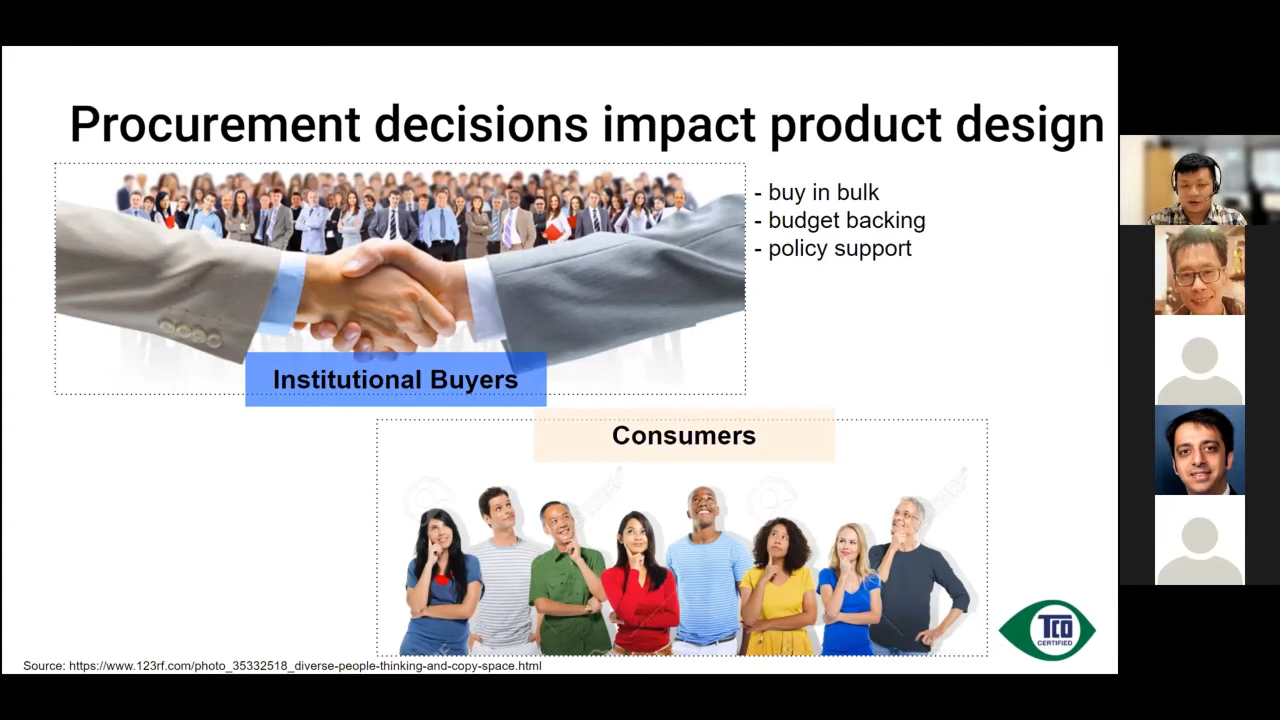 Procurement decisions impact product design
- buy in bulk
- budget backing
- policy support
Institutional Buyers
Consumers
TCO
CERTIFIED
Source: https://www.123rf.com/photo_35332518_diverse-people-thinking-and-copy-space.html